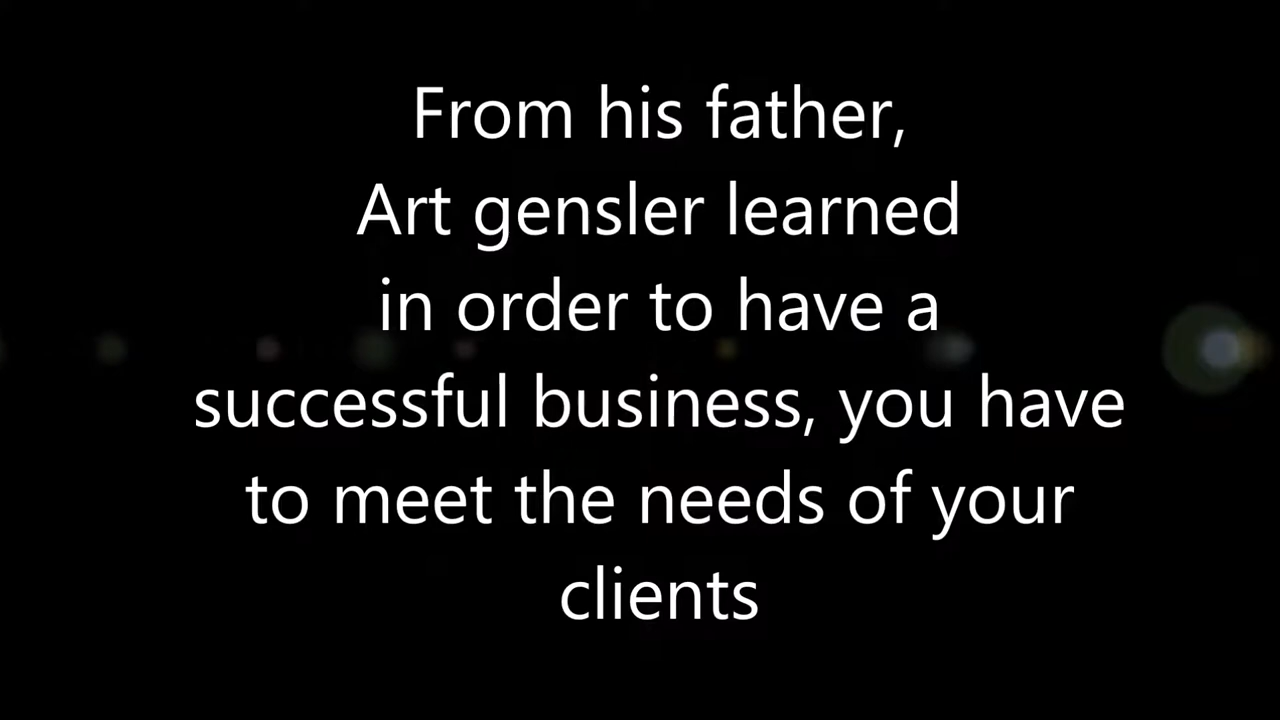 From his father,
Art gensler learned
in order to have a
successful business, you have
to meet the needs of your
clients